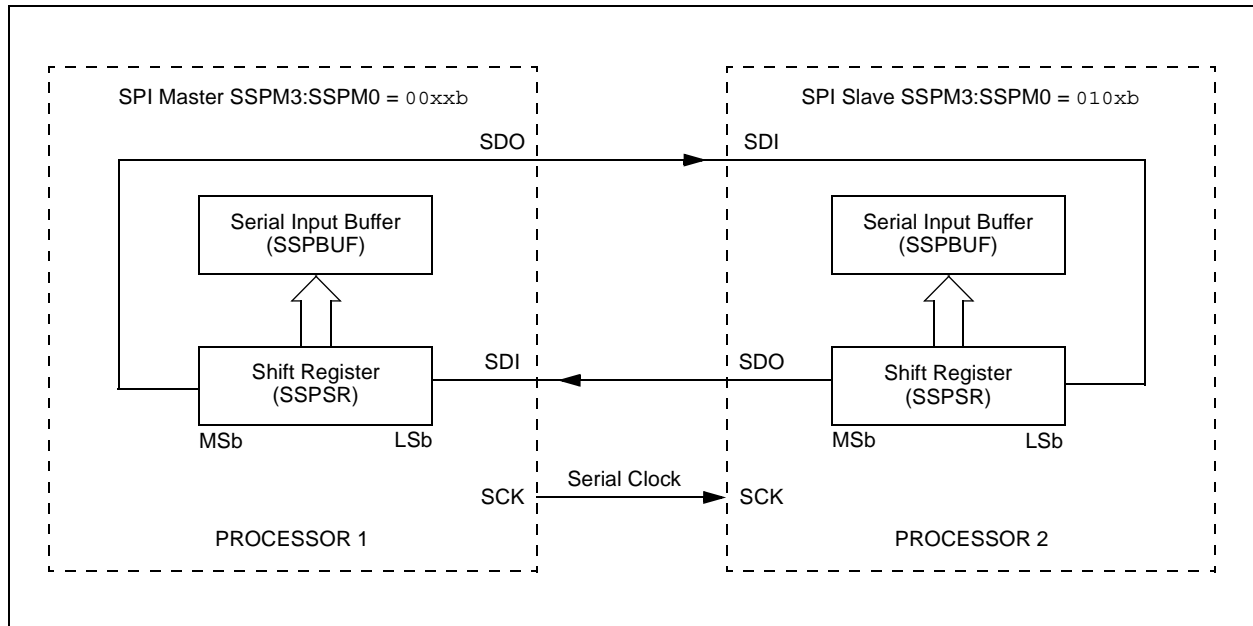 SPI Master SSPM3:SSPM0 = 00xxb
SPI Slave SSPM3:SSPM0 = 010xb
SDO
SDI
Serial Input Buffer
(SSPBUF)
Serial Input Buffer
(SSPBUF)
Shift Register
(SSPSR)
MSb
LSb
SDI
SDO
Shift Register
(SSPSR)
MSb
LSb
Serial Clock
SCK
SCK
PROCESSOR 1
PROCESSOR 2